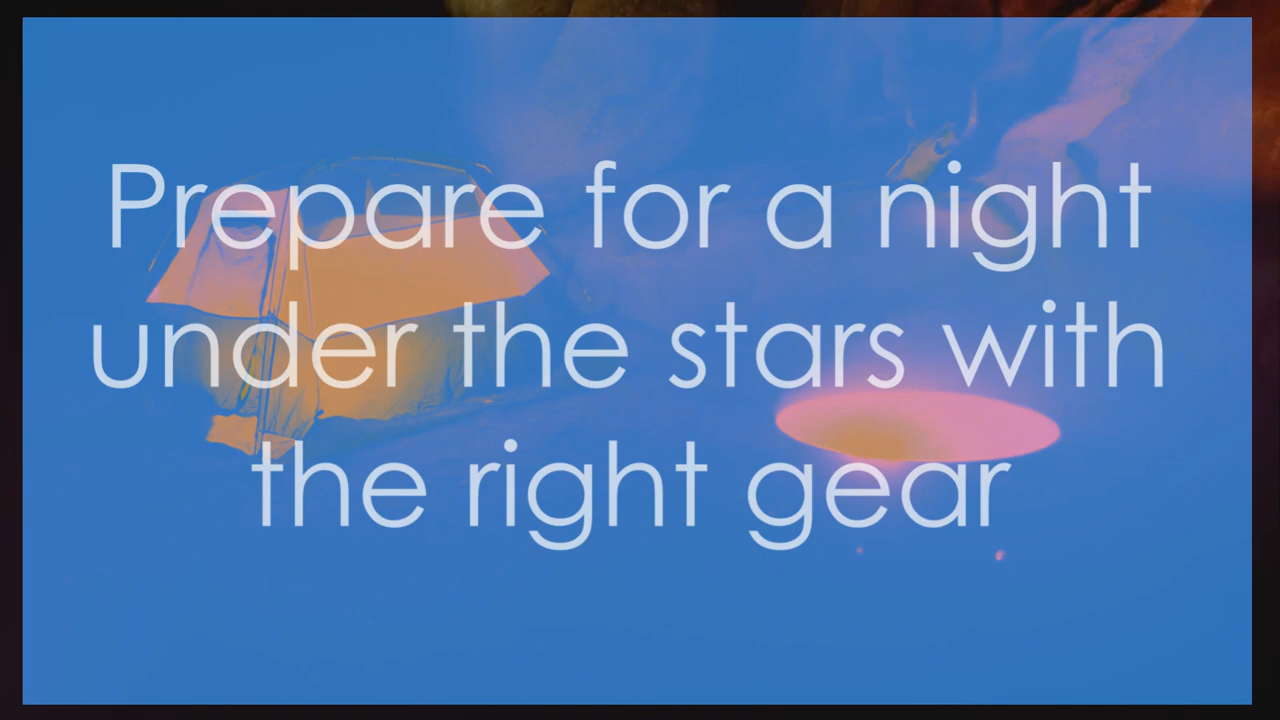 Prepare for a night
under the stars with
the right gear